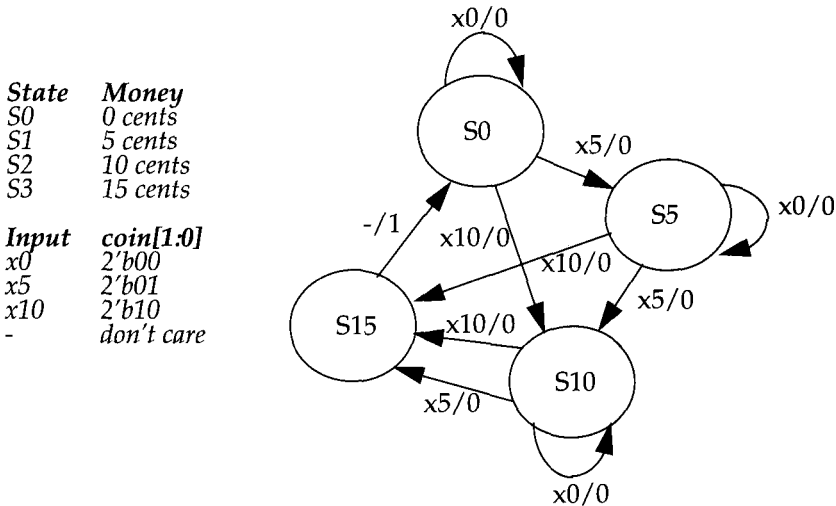 State Money
S0 0 cents
S1 5 cents
S2 10 cents
S3 15 cents
Input coin[1:0]
x0 2'b00
x5 2'b01
x10 2'b10
- don't care
x0/0
S0
x5/0
S5
x0/0
-/1
x10/0
x10/0
x5/0
S15
x10/0
S10
x5/0
x0/0